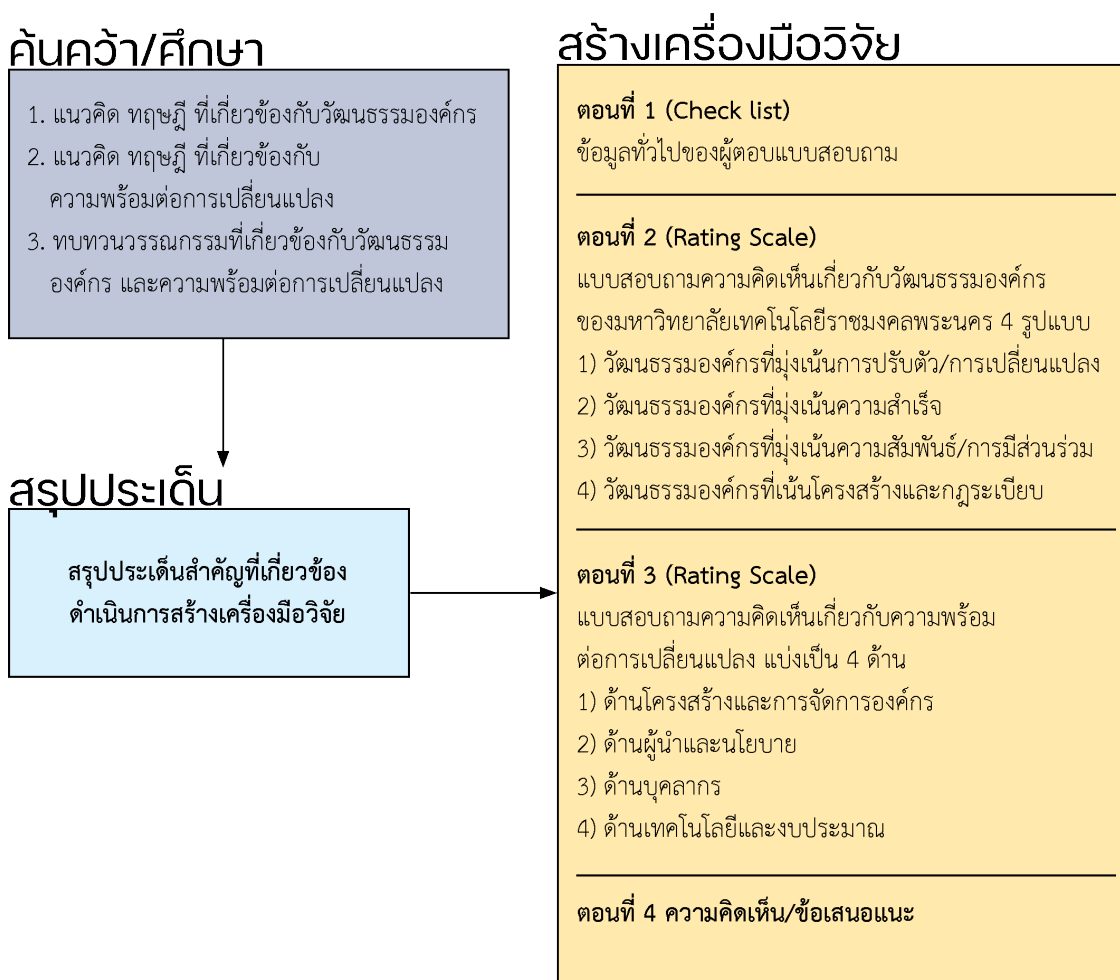 ค้นคว้า/ศึกษา
1. แนวคิด ทฤษฎี ที่เกี่ยวข้องกับวัฒนธรรมองค์กร
2. แนวคิด ทฤษฎี ที่เกี่ยวข้องกับ
ความพร้อมต่อการเปลี่ยนแปลง
3. ทบทวนวรรณกรรมที่เกี่ยวข้องกับวัฒนธรรม
องค์กร และความพร้อมต่อการเปลี่ยนแปลง
สรุปประเด็น
สรุปประเด็นสำคัญที่เกี่ยวข้อง
ดำเนินการสร้างเครื่องมือวิจัย
สร้างเครื่องมือวิจัย
ตอนที่ 1 (Check list)
ข้อมูลทั่วไปของผู้ตอบแบบสอบถาม
ตอนที่ 2 (Rating Scale)
แบบสอบถามความคิดเห็นเกี่ยวกับวัฒนธรรมองค์กร
ของมหาวิทยาลัยเทคโนโลยีราชมงคลพระนคร 4 รูปแบบ
1) วัฒนธรรมองค์กรที่มุ่งเน้นการปรับตัว/การเปลี่ยนแปลง
2) วัฒนธรรมองค์กรที่มุ่งเน้นความสำเร็จ
3) วัฒนธรรมองค์กรที่มุ่งเน้นความสัมพันธ์/การมีส่วนร่วม
4) วัฒนธรรมองค์กรที่เน้นโครงสร้างและกฎระเบียบ
ตอนที่ 3 (Rating Scale)
แบบสอบถามความคิดเห็นเกี่ยวกับความพร้อม
ต่อการเปลี่ยนแปลง แบ่งเป็น 4 ด้าน
1) ด้านโครงสร้างและการจัดการองค์กร
2) ด้านผู้นำและนโยบาย
3) ด้านบุคลากร
4) ด้านเทคโนโลยีและงบประมาณ
ตอนที่ 4 ความคิดเห็น/ข้อเสนอแนะ